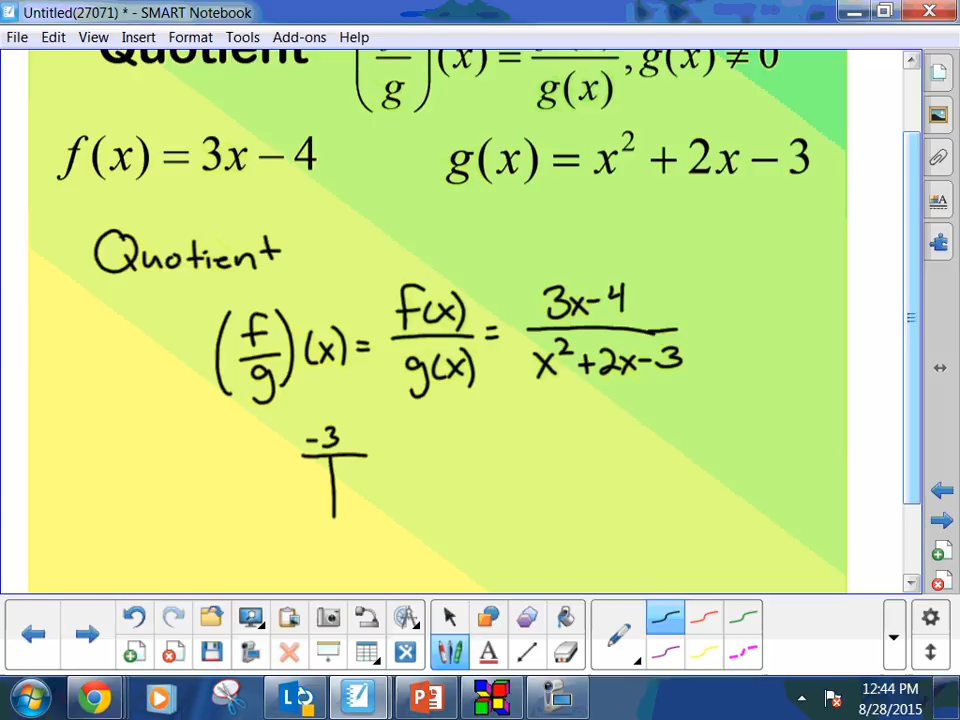 Untitled(27071) * - SMART Notebook
File Edit View Insert Format Tools Add-ons Help
Quotient (  /g)(x) =   /g(x), g(x) ≠ 0
f(x) = 3x − 4 g(x) = x² + 2x − 3
Quotient
(f/g)(x) = f(x)/g(x) = 3x-4/x²+2x-3
-3
12:44 PM
8/28/2015